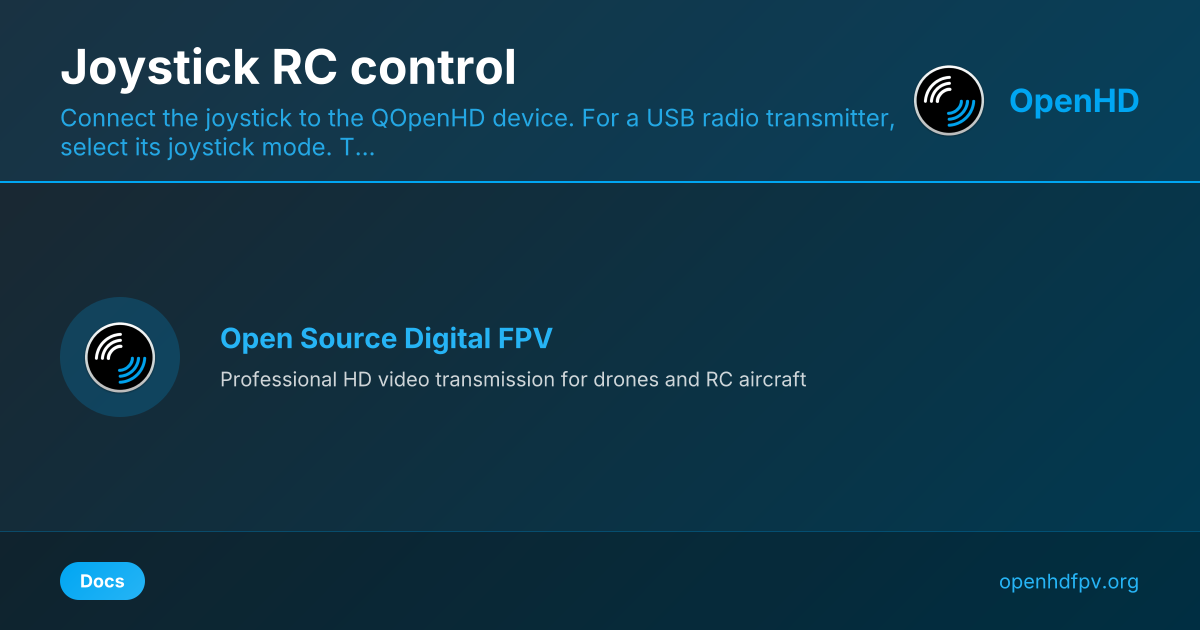 Joystick RC control
Connect the joystick to the QOpenHD device. For a USB radio transmitter,
select its joystick mode. T...
OpenHD
Open Source Digital FPV
Professional HD video transmission for drones and RC aircraft
Docs
openhdfpv.org